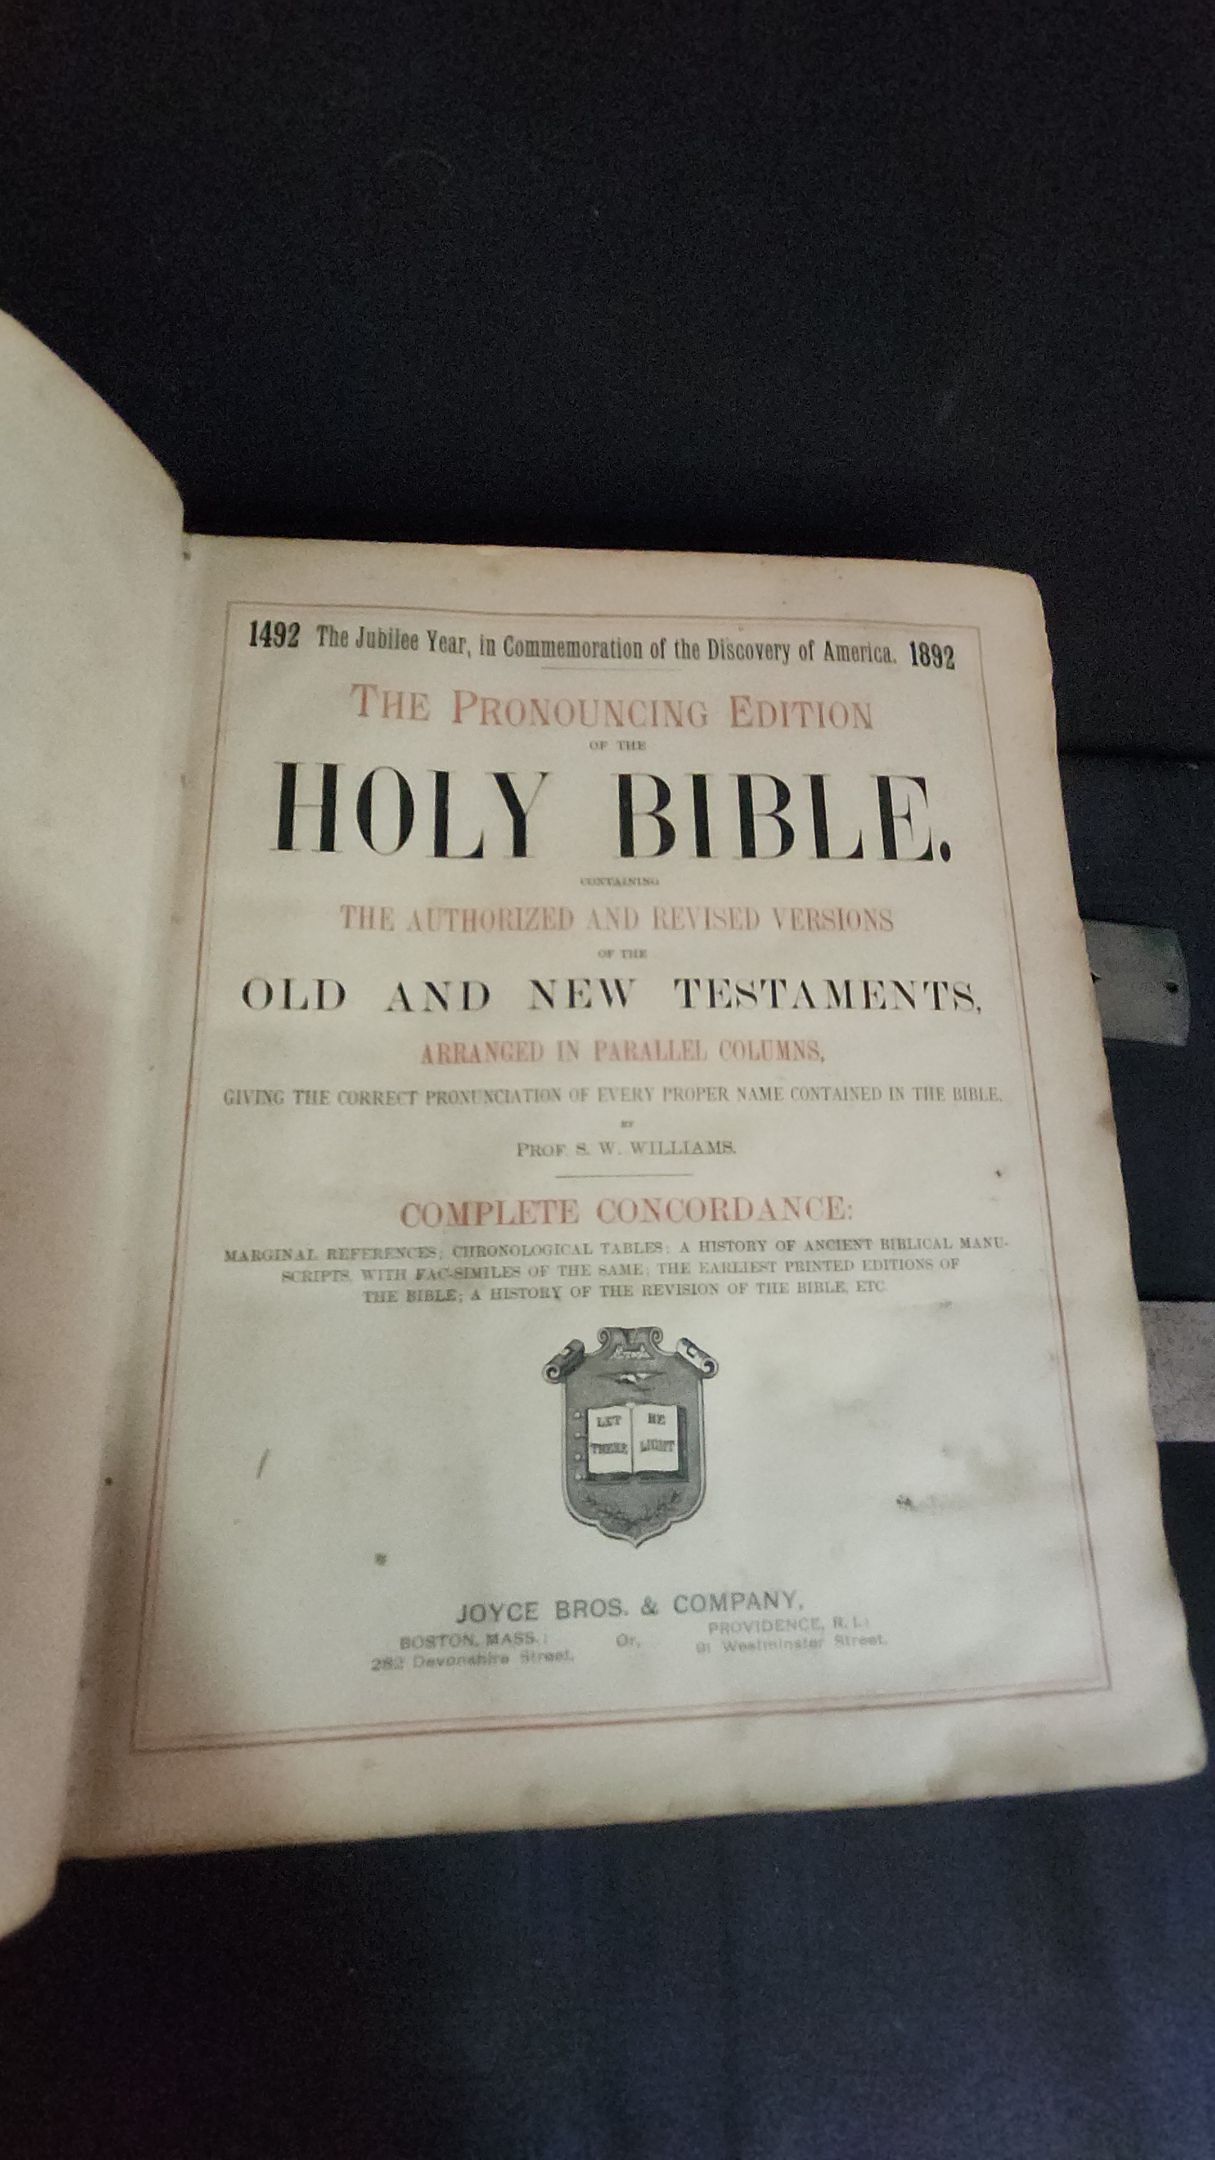 1492 The Jubilee Year, in Commemoration of the Discovery of America. 1892
THE PRONOUNCING EDITION
OF THE
HOLY BIBLE.
CONTAINING
THE AUTHORIZED AND REVISED VERSIONS
OF THE
OLD AND NEW TESTAMENTS,
ARRANGED IN PARALLEL COLUMNS,
GIVING THE CORRECT PRONUNCIATION OF EVERY PROPER NAME CONTAINED IN THE BIBLE.
BY
PROF. S. W. WILLIAMS.
COMPLETE CONCORDANCE:
MARGINAL REFERENCES; CHRONOLOGICAL TABLES; A HISTORY OF ANCIENT BIBLICAL MANU-
SCRIPTS, WITH FAC-SIMILES OF THE SAME; THE EARLIEST PRINTED EDITIONS OF
THE BIBLE; A HISTORY OF THE REVISION OF THE BIBLE, ETC.
LET THERE BE LIGHT
JOYCE BROS. & COMPANY,
BOSTON, MASS.: Or, PROVIDENCE, R. I.:
282 Devonshire Street. 91 Westminster Street.